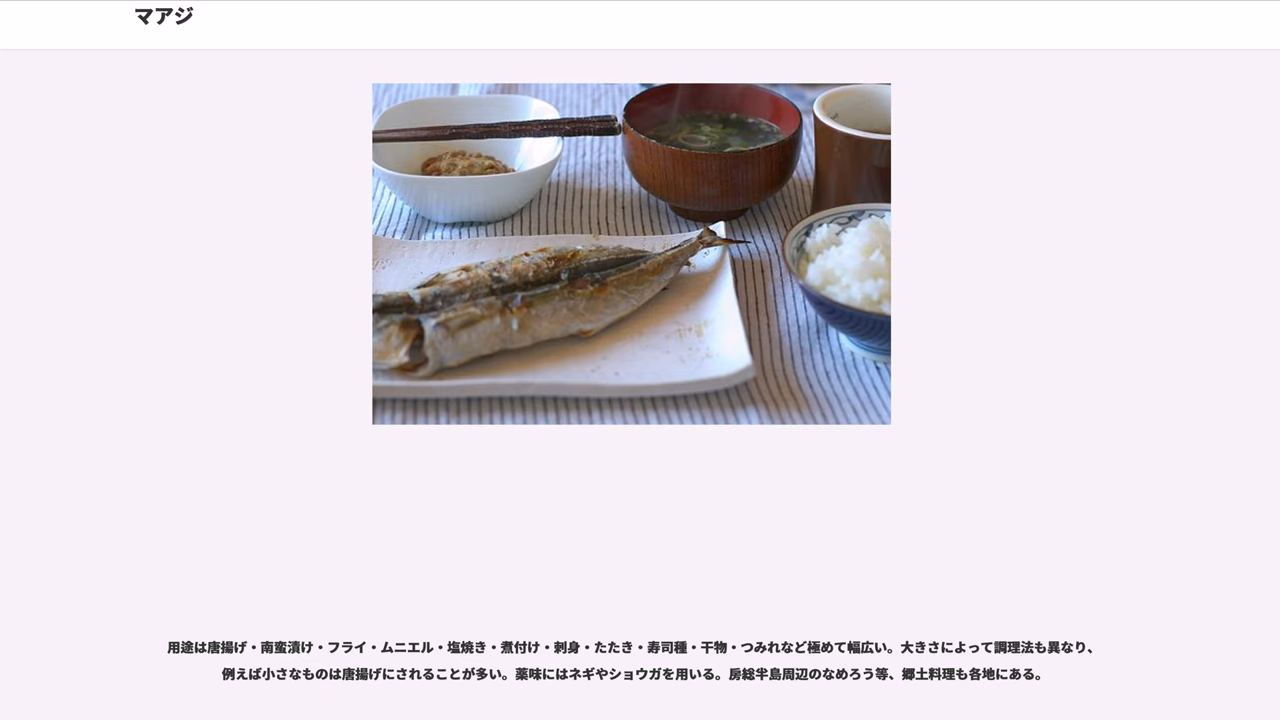 マアジ
用途は唐揚げ・南蛮漬け・フライ・ムニエル・塩焼き・煮付け・刺身・たたき・寿司種・干物・つみれなど極めて幅広い。大きさによって調理法も異なり、
例えば小さなものは唐揚げにされることが多い。薬味にはネギやショウガを用いる。房総半島周辺のなめろう等、郷土料理も各地にある。